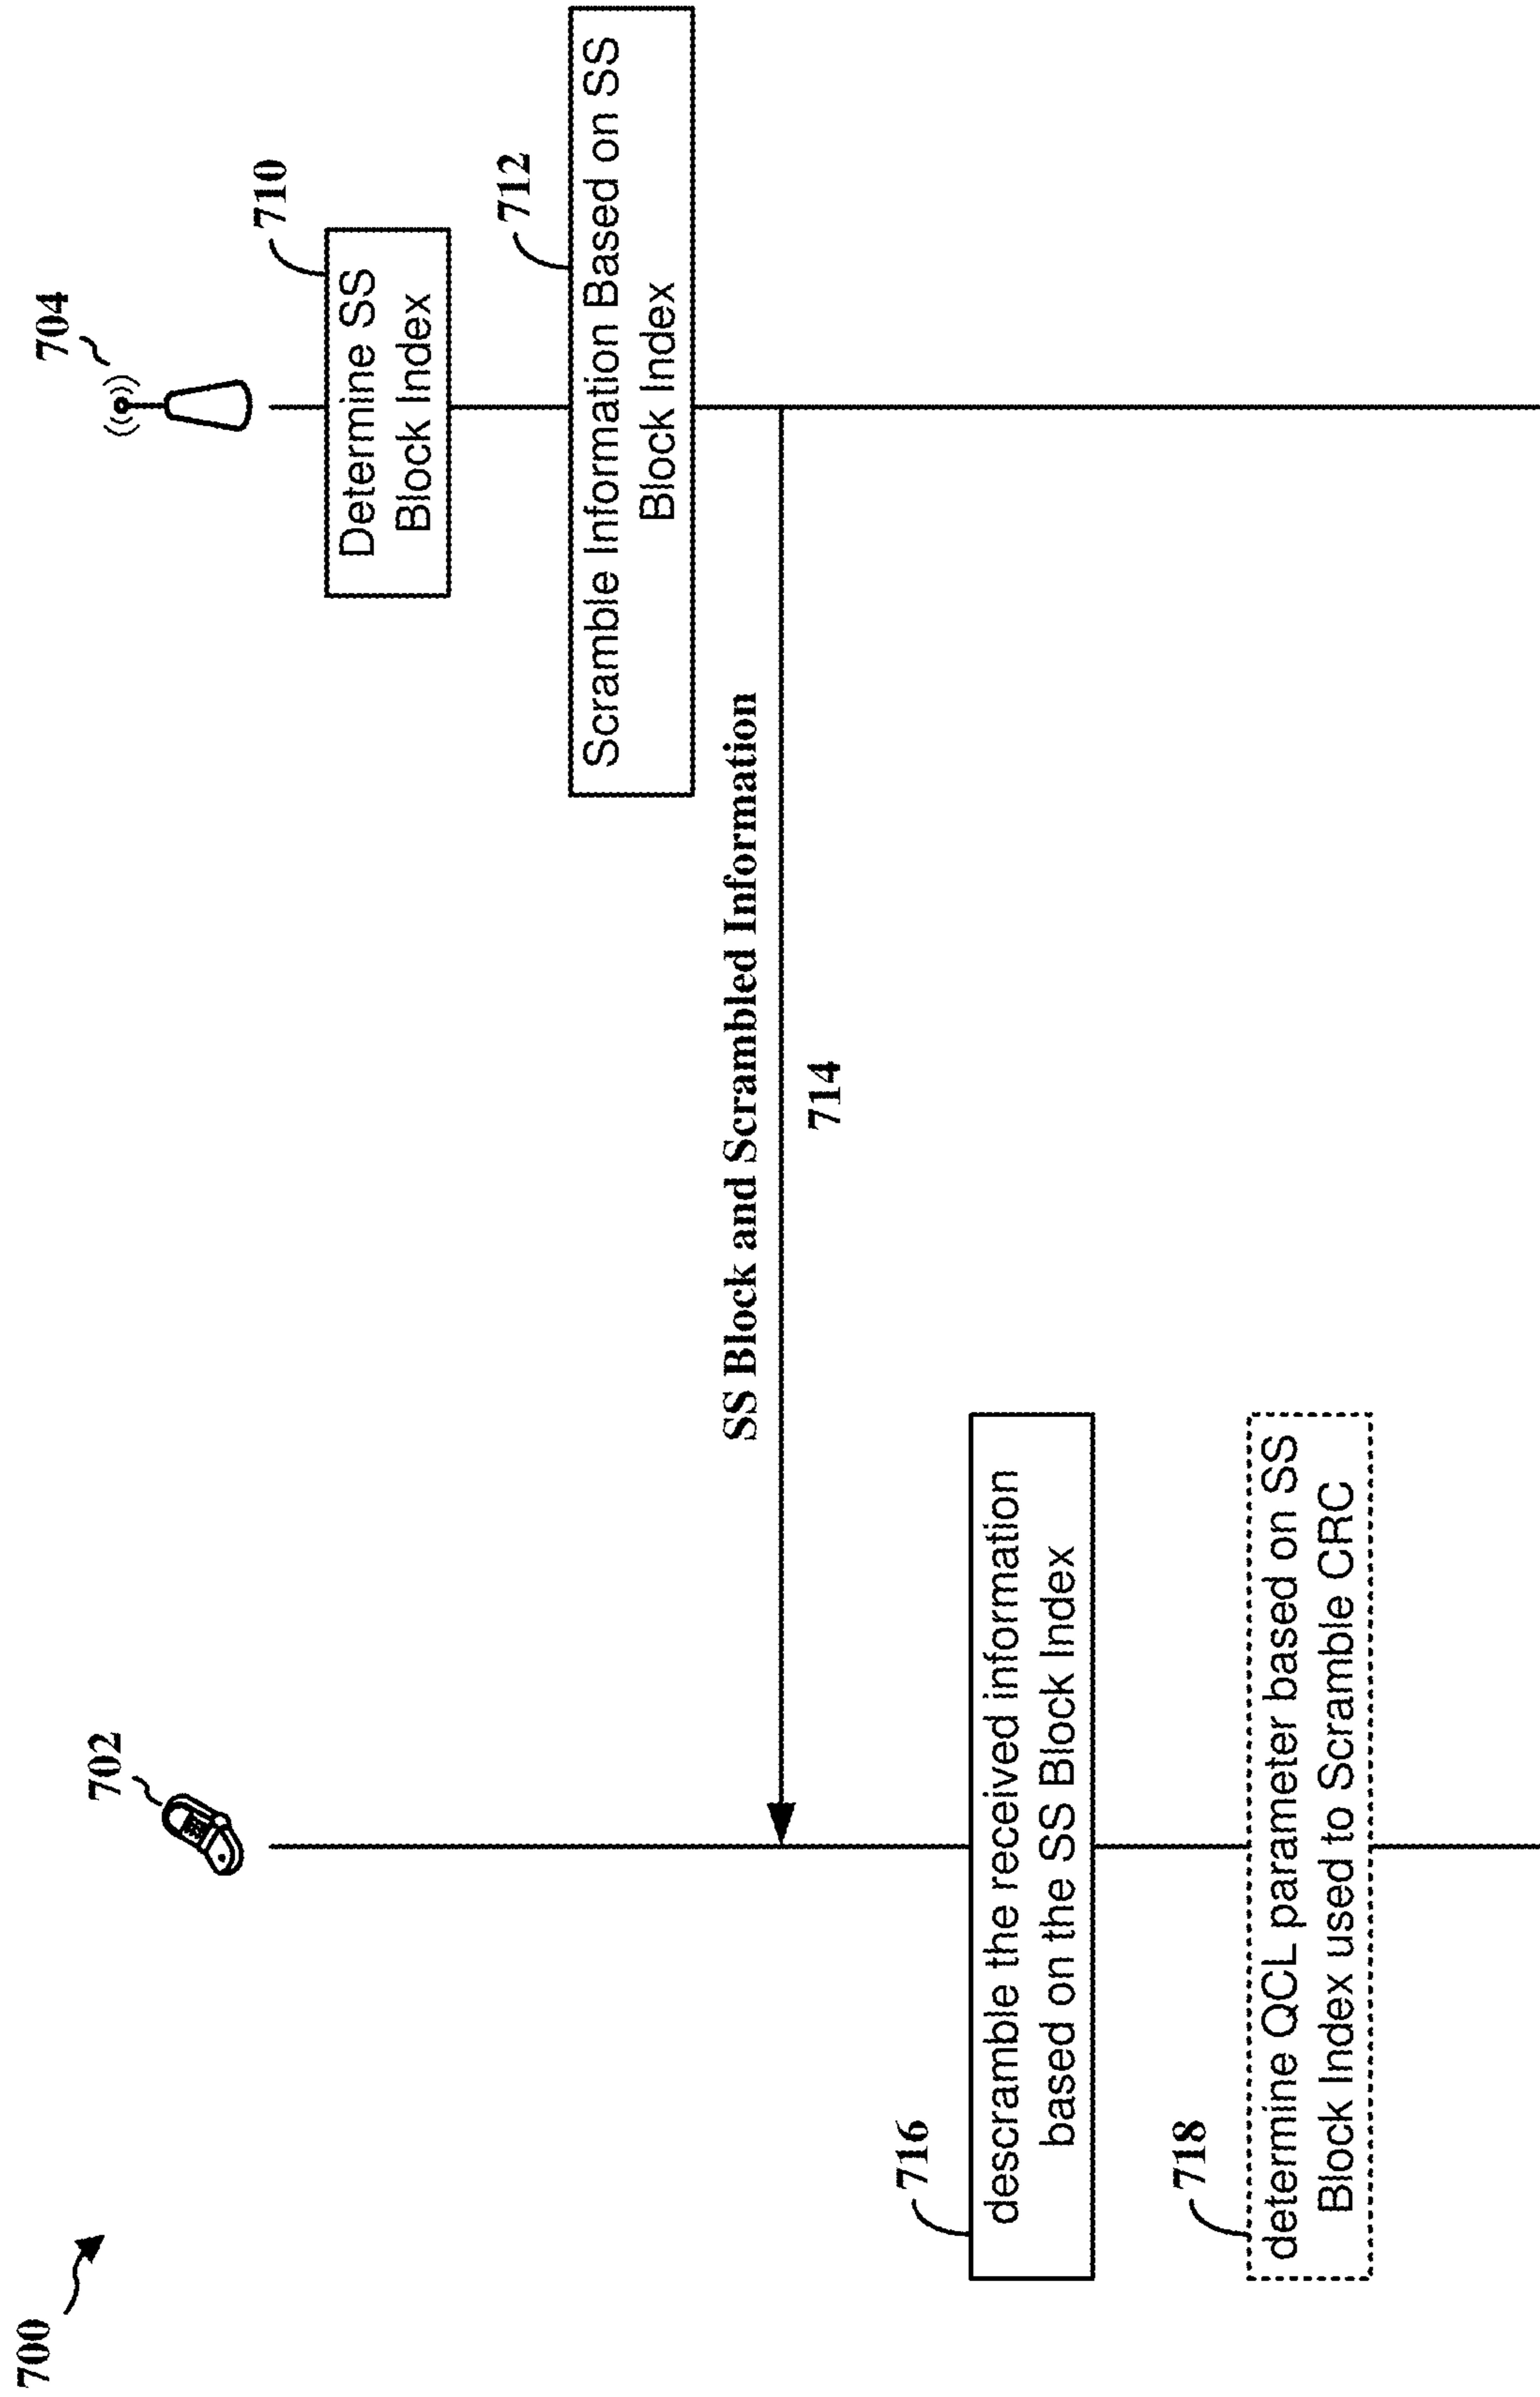 700
702
704
710
Determine SS
Block Index
712
Scramble Information Based on SS
Block Index
SS Block and Scrambled Information
714
716
descramble the received information
based on the SS Block Index
718
determine QCL parameter based on SS
Block Index used to Scramble CRC